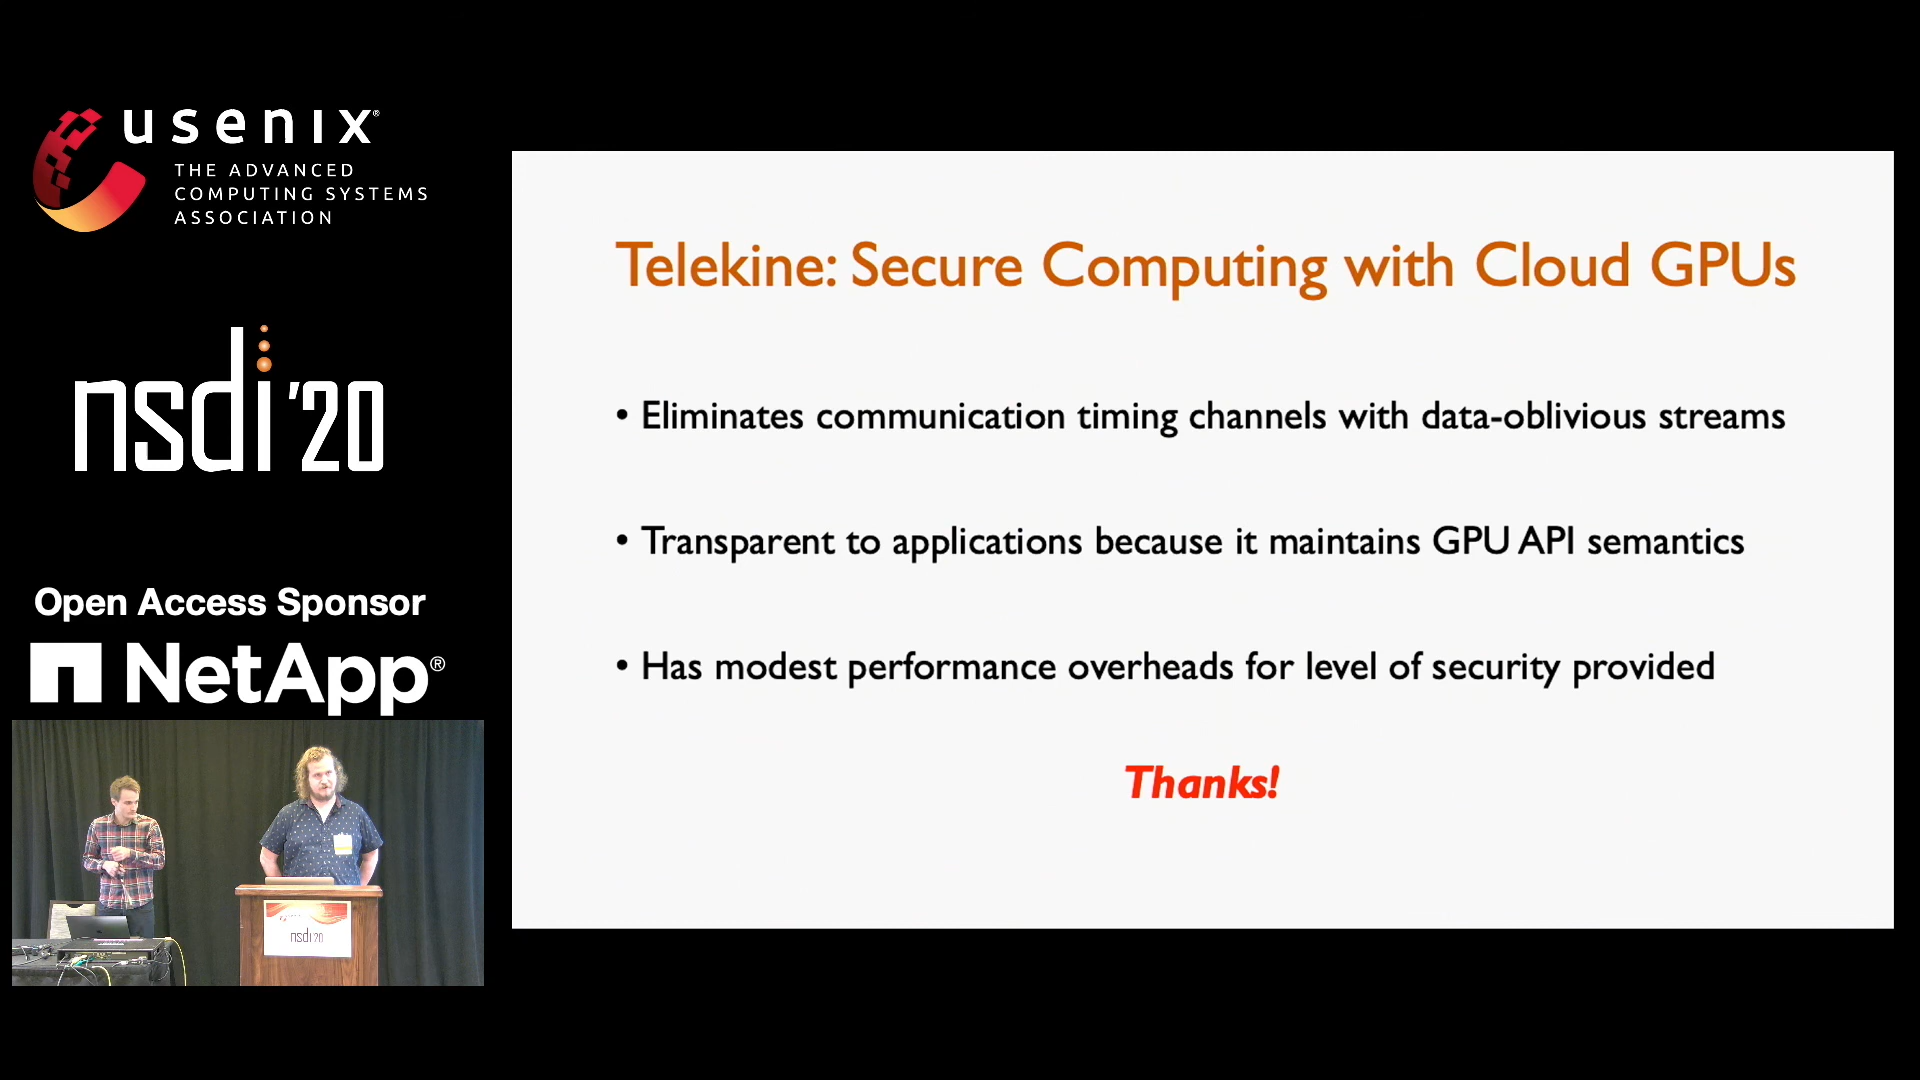 usenix®
THE ADVANCED
COMPUTING SYSTEMS
ASSOCIATION
nsdi '20
Open Access Sponsor
NetApp®
Telekine: Secure Computing with Cloud GPUs
• Eliminates communication timing channels with data-oblivious streams
• Transparent to applications because it maintains GPU API semantics
• Has modest performance overheads for level of security provided
Thanks!
nsdi 20